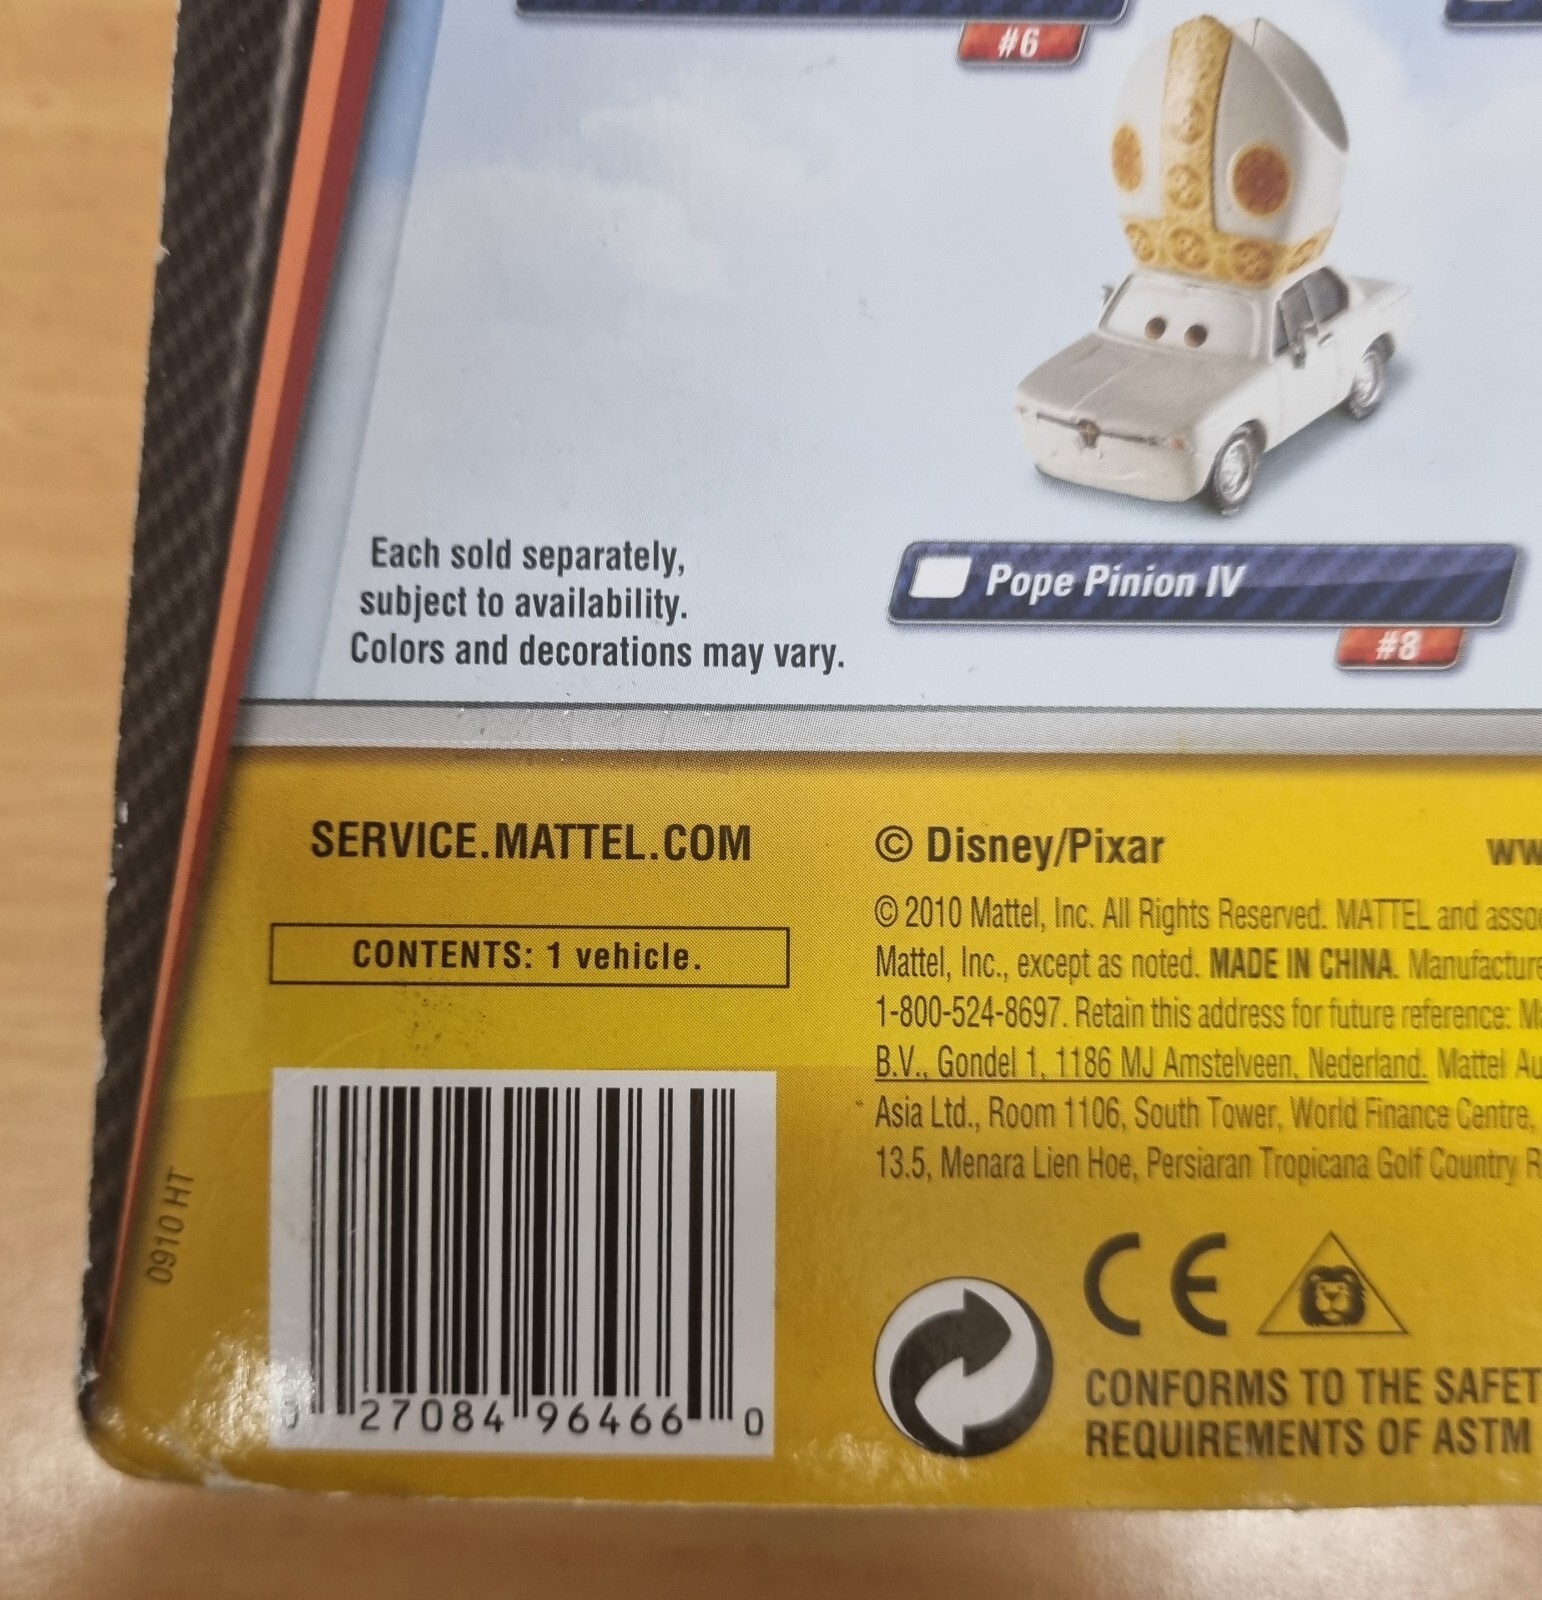 #6
Each sold separately,
subject to availability.
Colors and decorations may vary.
Pope Pinion IV
#8
SERVICE.MATTEL.COM
CONTENTS: 1 vehicle.
© Disney/Pixar
© 2010 Mattel, Inc. All Rights Reserved. MATTEL and
Mattel, Inc., except as noted. MADE IN CHINA.
1-800-524-8697. Retain this address for future reference:
B.V., Gondel 1, 1186 MJ Amstelveen, Nederland. Mattel
Asia Ltd., Room 1106, South Tower, World Finance Centre,
13.5, Menara Lien Hoe, Persiaran Tropicana Golf Country
0910 HT
0 27084 96466 0
CE
CONFORMS TO THE
REQUIREMENTS OF ASTM